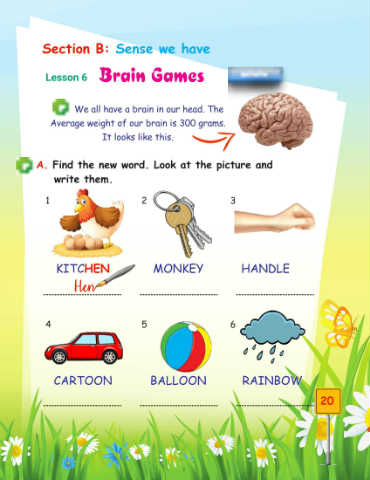 Section B: Sense we have
Lesson 6 Brain Games
We all have a brain in our head. The
Average weight of our brain is 300 grams.
It looks like this.
A. Find the new word. Look at the picture and
write them.
1 2 3
KITCHEN MONKEY HANDLE
Hen
4 5 6
CARTOON BALLOON RAINBOW
20